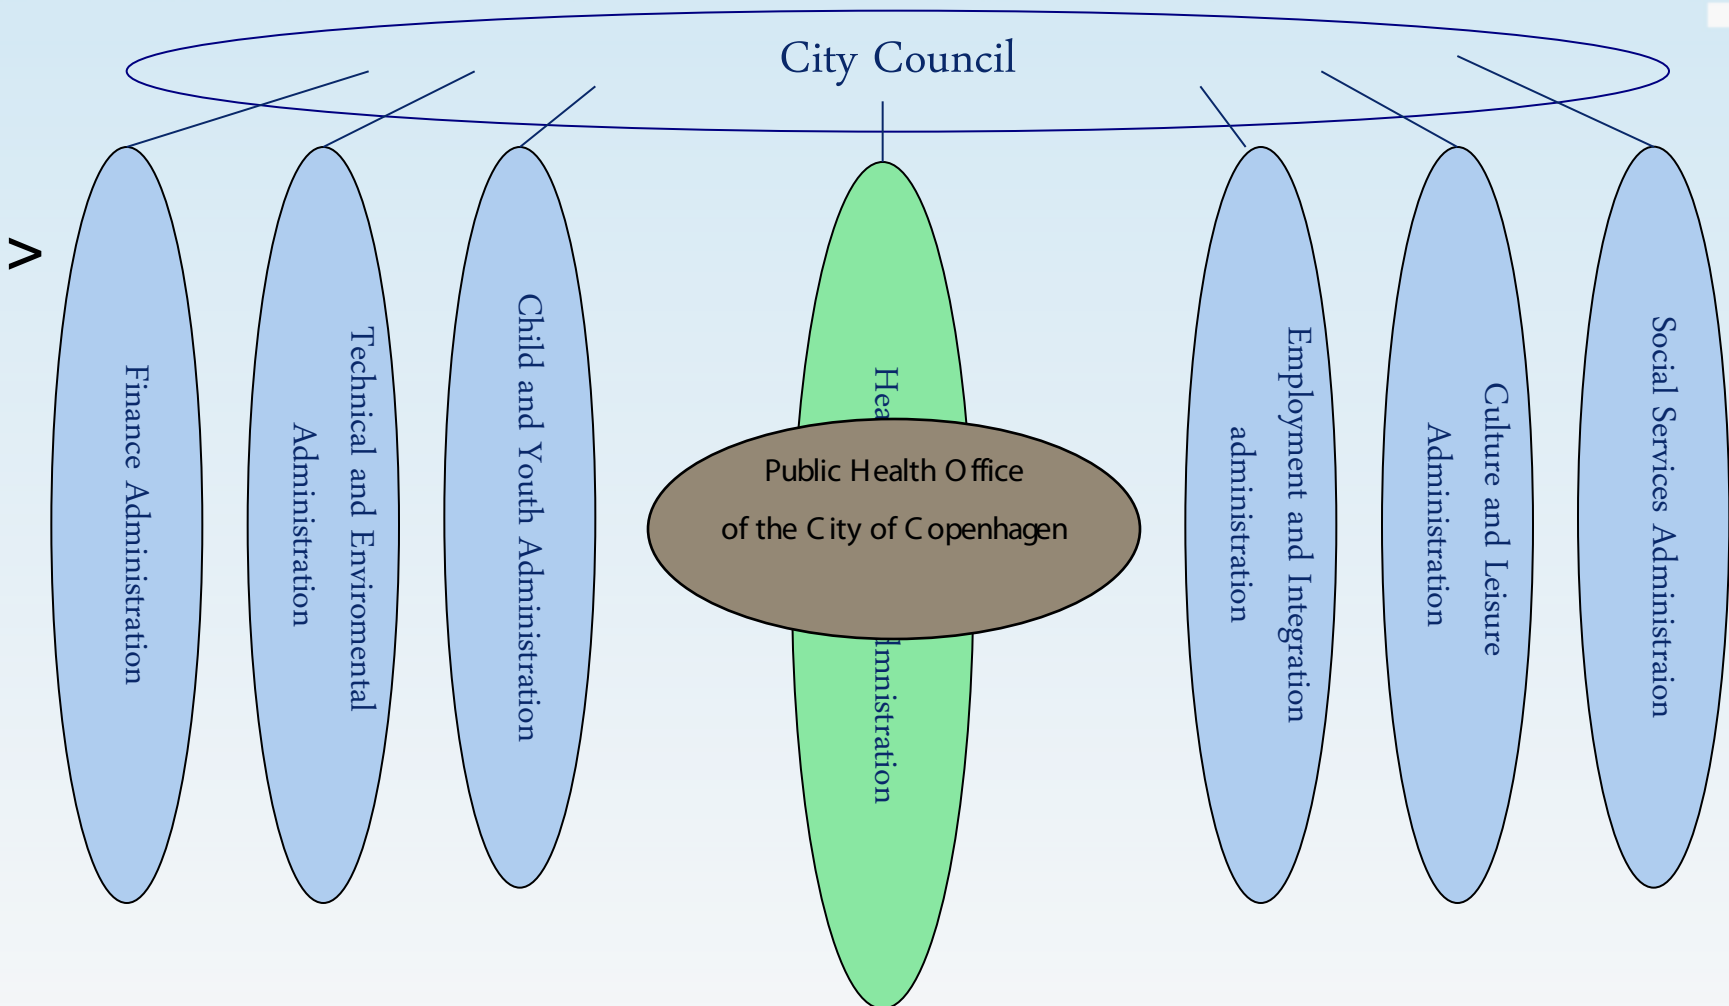 City Council
>
Finance Administration
Technical and Enviromental
Administration
Child and Youth Administration
Public Health Office
of the City of Copenhagen
Employment and Integration
administration
Culture and Leisure
Administration
Social Services Administraion